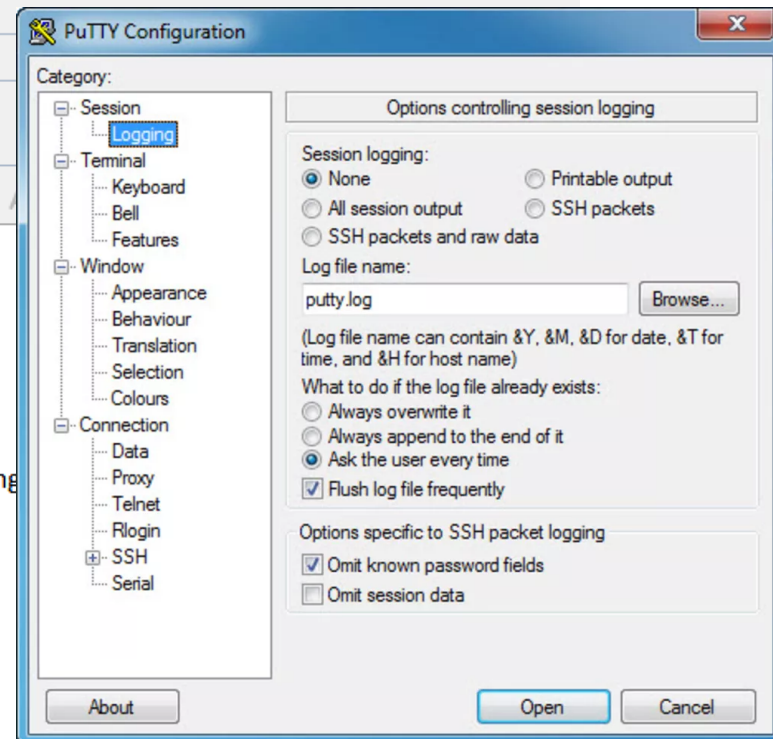 PuTTY Configuration
Category:
Session
Logging
Terminal
Keyboard
Bell
Features
Window
Appearance
Behaviour
Translation
Selection
Colours
Connection
Data
Proxy
Telnet
Rlogin
SSH
Serial
Options controlling session logging
Session logging:
None Printable output
All session output SSH packets
SSH packets and raw data
Log file name:
putty.log Browse...
(Log file name can contain &Y, &M, &D for date, &T for
time, and &H for host name)
What to do if the log file already exists:
Always overwrite it
Always append to the end of it
Ask the user every time
Flush log file frequently
Options specific to SSH packet logging
Omit known password fields
Omit session data
About Open Cancel